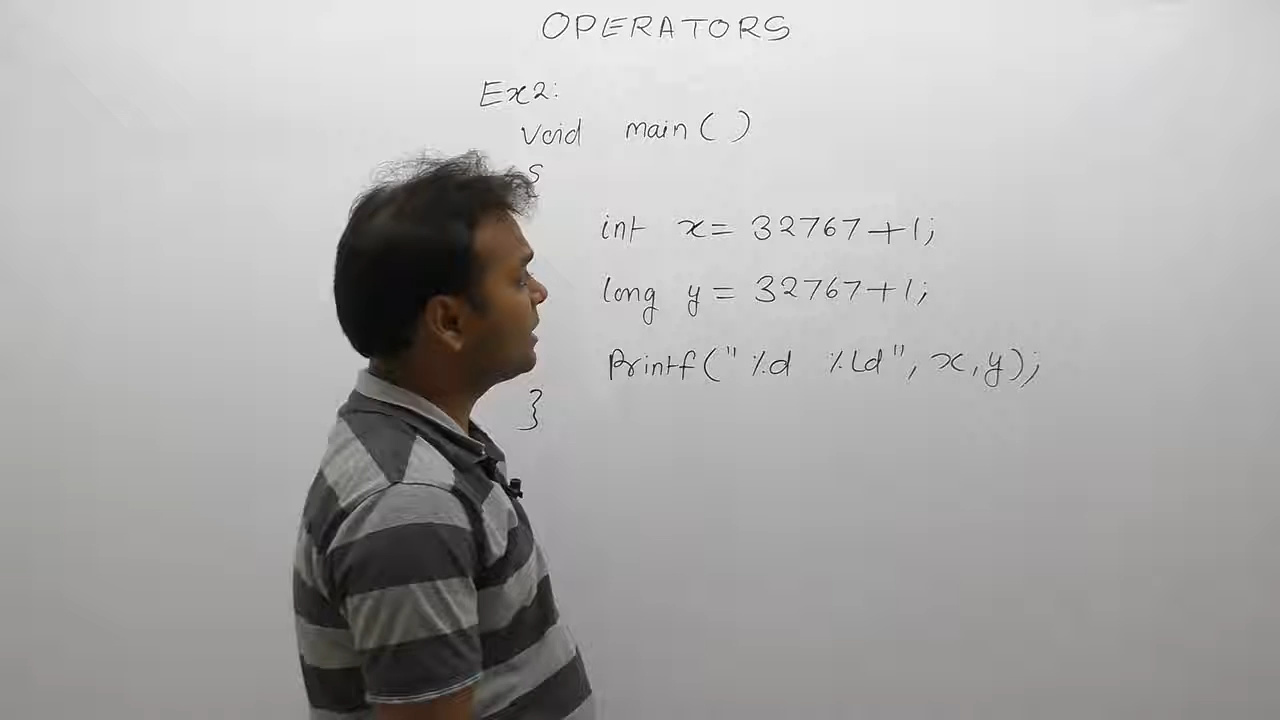 OPERATORS
Ex2:
Void main( )
int x= 32767+1;
long y = 32767+1;
Printf(" %d %Ld", x,y);
}